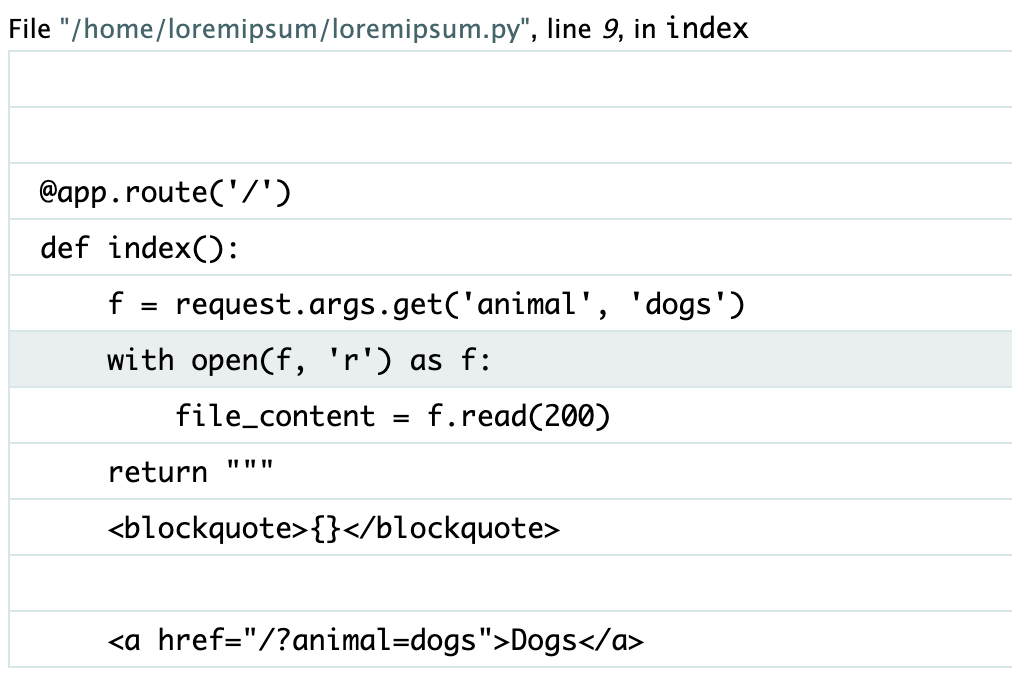 File "/home/loremipsum/loremipsum.py", line 9, in index
@app.route('/')
def index():
    f = request.args.get('animal', 'dogs')
    with open(f, 'r') as f:
        file_content = f.read(200)
    return """
    <blockquote>{}</blockquote>
    <a href="/?animal=dogs">Dogs</a>